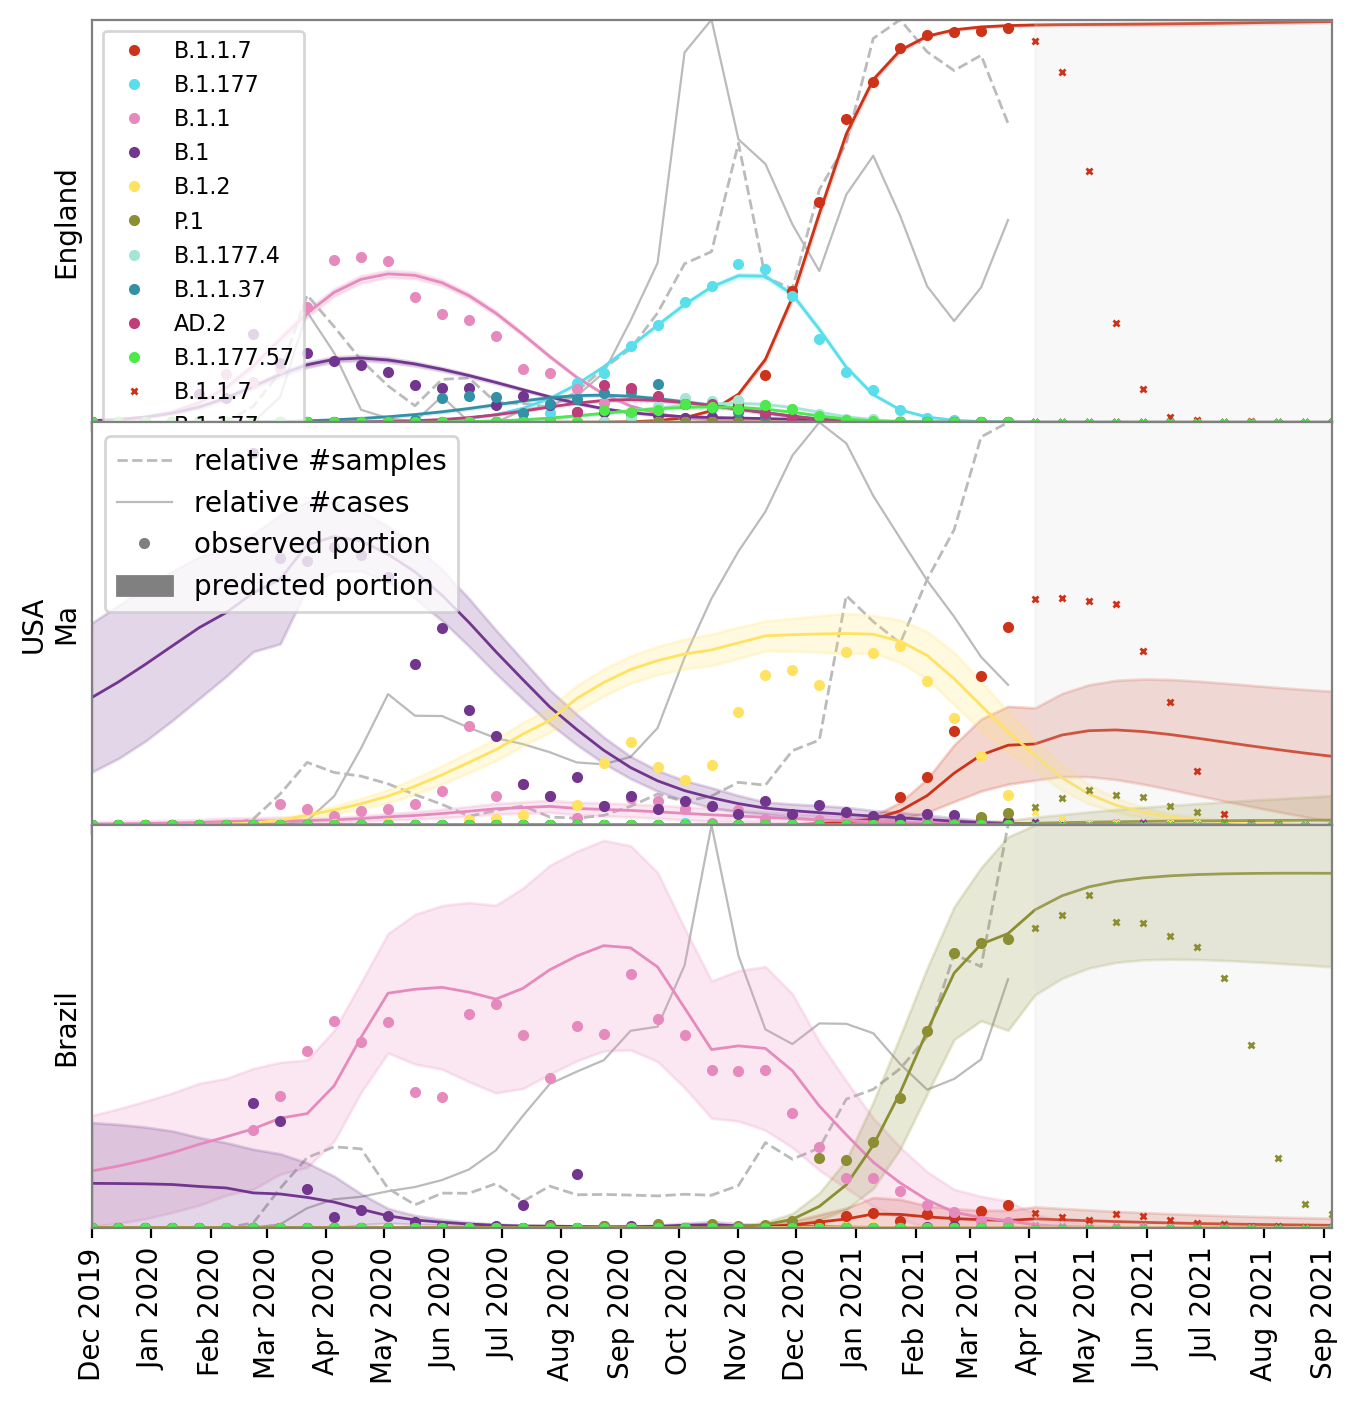 England
B.1.1.7
B.1.177
B.1.1
B.1
B.1.2
P.1
B.1.177.4
B.1.1.37
AD.2
B.1.177.57
B.1.1.7
B.1.177
USA
Ma
relative #samples
relative #cases
observed portion
predicted portion
Brazil
Dec 2019
Jan 2020
Feb 2020
Mar 2020
Apr 2020
May 2020
Jun 2020
Jul 2020
Aug 2020
Sep 2020
Oct 2020
Nov 2020
Dec 2020
Jan 2021
Feb 2021
Mar 2021
Apr 2021
May 2021
Jun 2021
Jul 2021
Aug 2021
Sep 2021